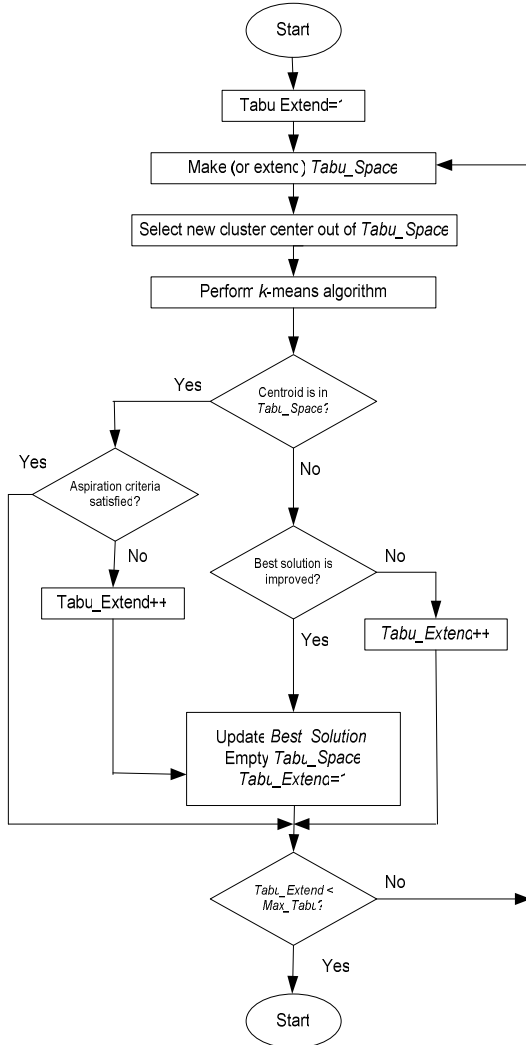 Start
Tabu Extend=1
Make (or extend) Tabu_Space
Select new cluster center out of Tabu_Space
Perform k-means algorithm
Yes
Centroid is in
Tabu_Space?
Yes
No
Aspiration criteria
satisfied?
No
Best solution is
improved?
No
Tabu_Extend++
Yes
Tabu_Extend++
Update Best Solution
Empty Tabu_Space
Tabu_Extend=1
Tabu_Extend <
Max_Tabu?
No
Yes
Start